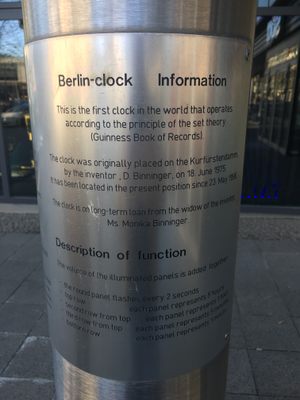 Berlin-clock Information
This is the first clock in the world that operates
according to the principle of the set theory
(Guinness Book of Records).
The clock was originally placed on the Kurfürstendamm
by the inventor, D. Binninger, on 18. June 1975.
It has been located in the present position since 23. May 1996.
The clock is on long-term loan from the widow of the inventor,
Ms. Monika Binninger.
Description of function
The values of the illuminated panels is added together
the round panel flashes every 2 seconds
top row each panel represents 5 hours
second row from top each panel represents 1 hour
third row from top each panel represents 5 minutes
bottom row each panel represents 1 minute